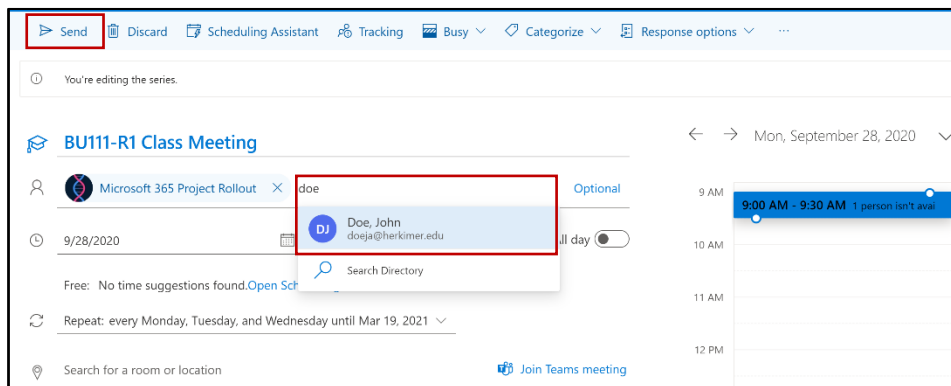 Send Discard Scheduling Assistant Tracking Busy Categorize Response options ...
You're editing the series.
BU111-R1 Class Meeting
Mon, September 28, 2020
Microsoft 365 Project Rollout doe Optional
9 AM
9:00 AM - 9:30 AM 1 person isn't avai
DJ Doe, John
doeja@herkimer.edu
9/28/2020 All day
10 AM
Search Directory
Free: No time suggestions found.Open Sch
11 AM
Repeat: every Monday, Tuesday, and Wednesday until Mar 19, 2021
12 PM
Search for a room or location Join Teams meeting